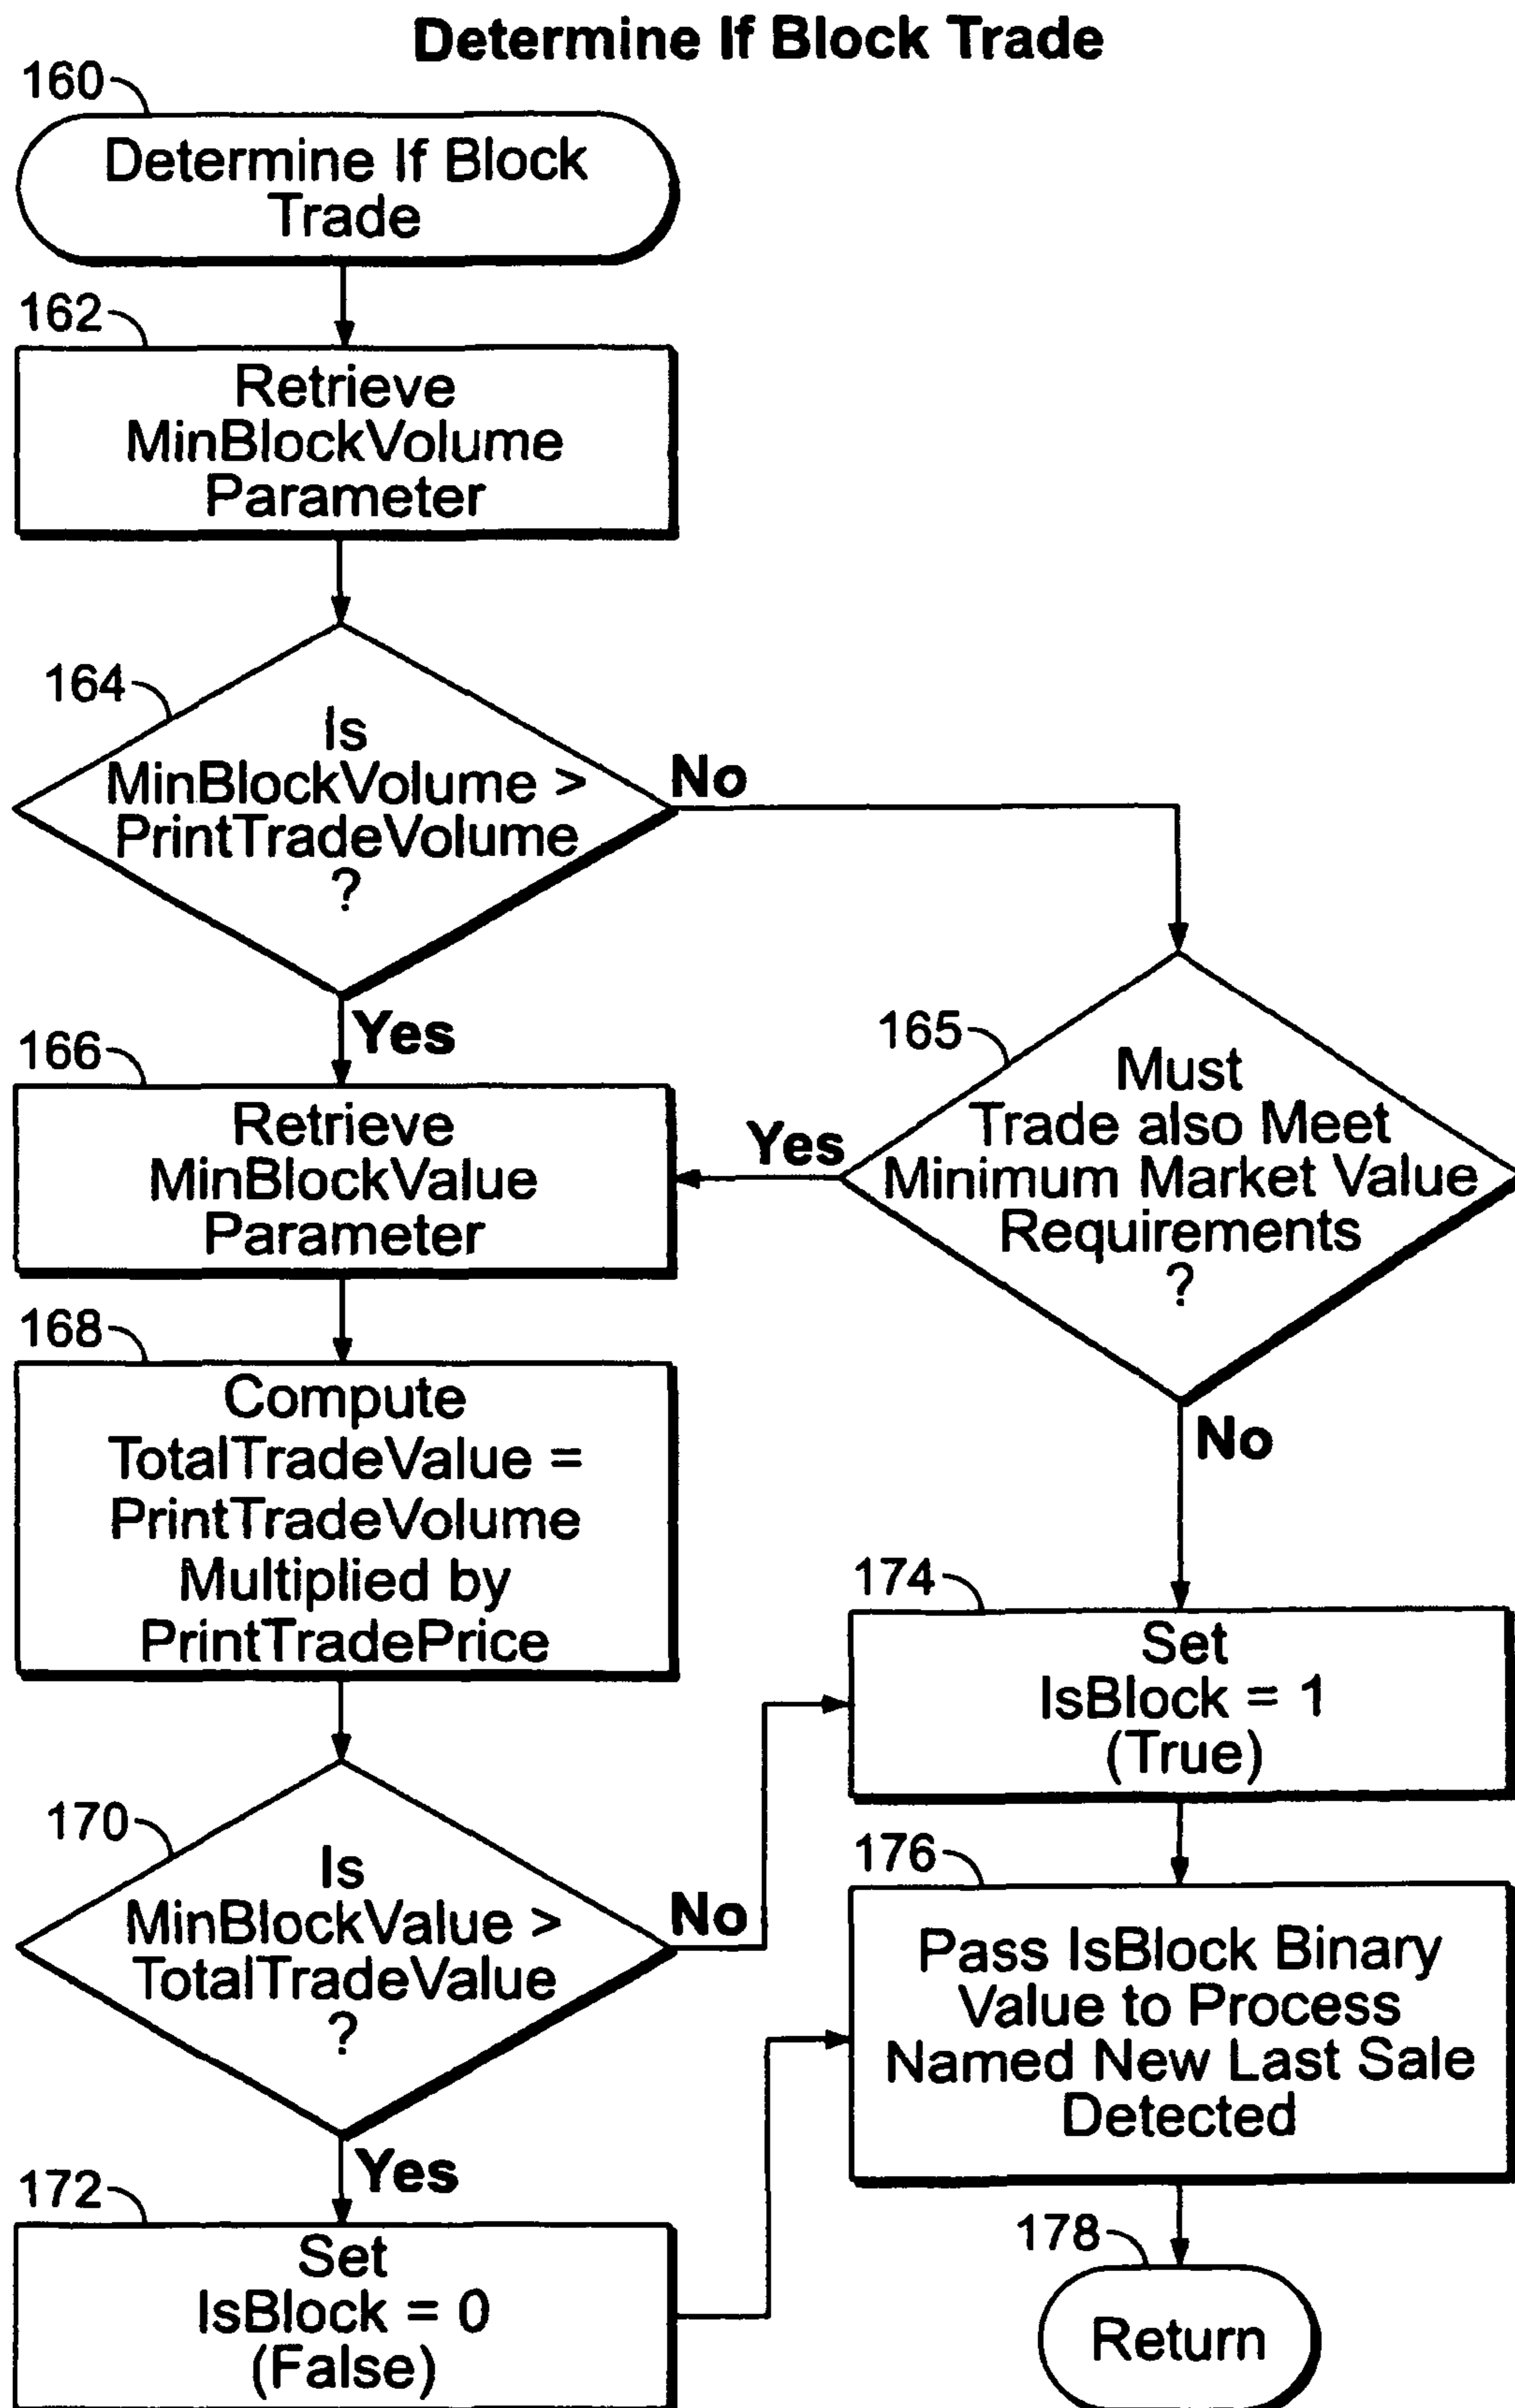 Determine If Block Trade
160
Determine If Block
Trade
162
Retrieve
MinBlockVolume
Parameter
164
Is
MinBlockVolume >
PrintTradeVolume
?
No
Yes
165
Must
Trade also Meet
Minimum Market Value
Requirements
?
Yes
No
166
Retrieve
MinBlockValue
Parameter
168
Compute
TotalTradeValue =
PrintTradeVolume
Multiplied by
PrintTradePrice
170
Is
MinBlockValue >
TotalTradeValue
?
No
Yes
172
Set
IsBlock = 0
(False)
174
Set
IsBlock = 1
(True)
176
Pass IsBlock Binary
Value to Process
Named New Last Sale
Detected
178
Return